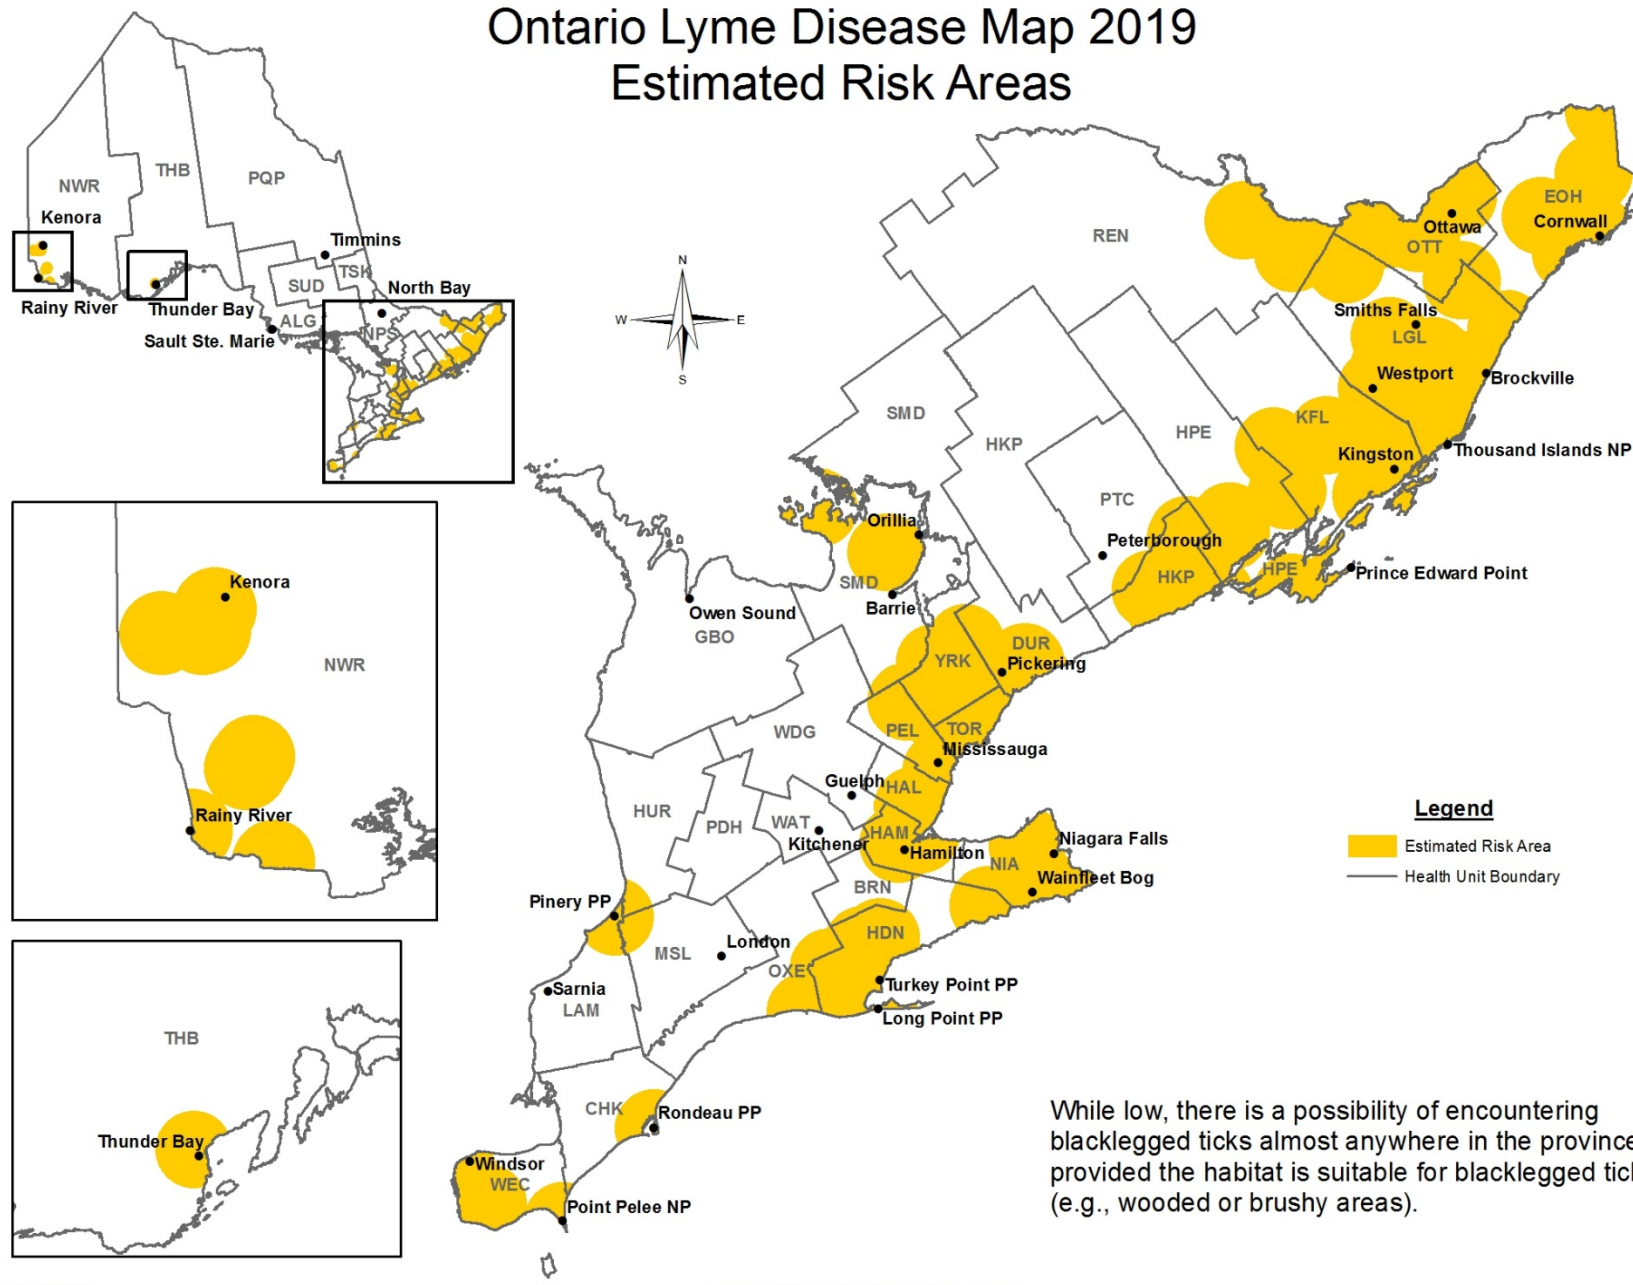 Ontario Lyme Disease Map 2019
Estimated Risk Areas
NWR
THB
PQP
Kenora
Timmins
TSK
SUD
North Bay
Rainy River
Thunder Bay
ALG
NPS
Sault Ste. Marie
N
W
E
S
REN
EOH
Cornwall
Ottawa
OTT
Smiths Falls
LGL
Westport
Brockville
SMD
HKP
HPE
KFL
Kingston
Thousand Islands NP
PTC
Orillia
Peterborough
HPE
HKP
Prince Edward Point
SMD
Barrie
Owen Sound
GBO
YRK
DUR
Pickering
WDG
PEL
TOR
Mississauga
Guelph
HAL
HUR
PDH
WAT
Kitchener
HAM
Hamilton
NIA
Niagara Falls
Wainfleet Bog
BRN
Pinery PP
HDN
MSL
London
OXE
Turkey Point PP
Sarnia
LAM
Long Point PP
CHK
Rondeau PP
Windsor
WEC
Point Pelee NP
Kenora
NWR
Rainy River
THB
Thunder Bay
Legend
Estimated Risk Area
Health Unit Boundary
While low, there is a possibility of encountering
blacklegged ticks almost anywhere in the province
provided the habitat is suitable for blacklegged tic
(e.g., wooded or brushy areas).